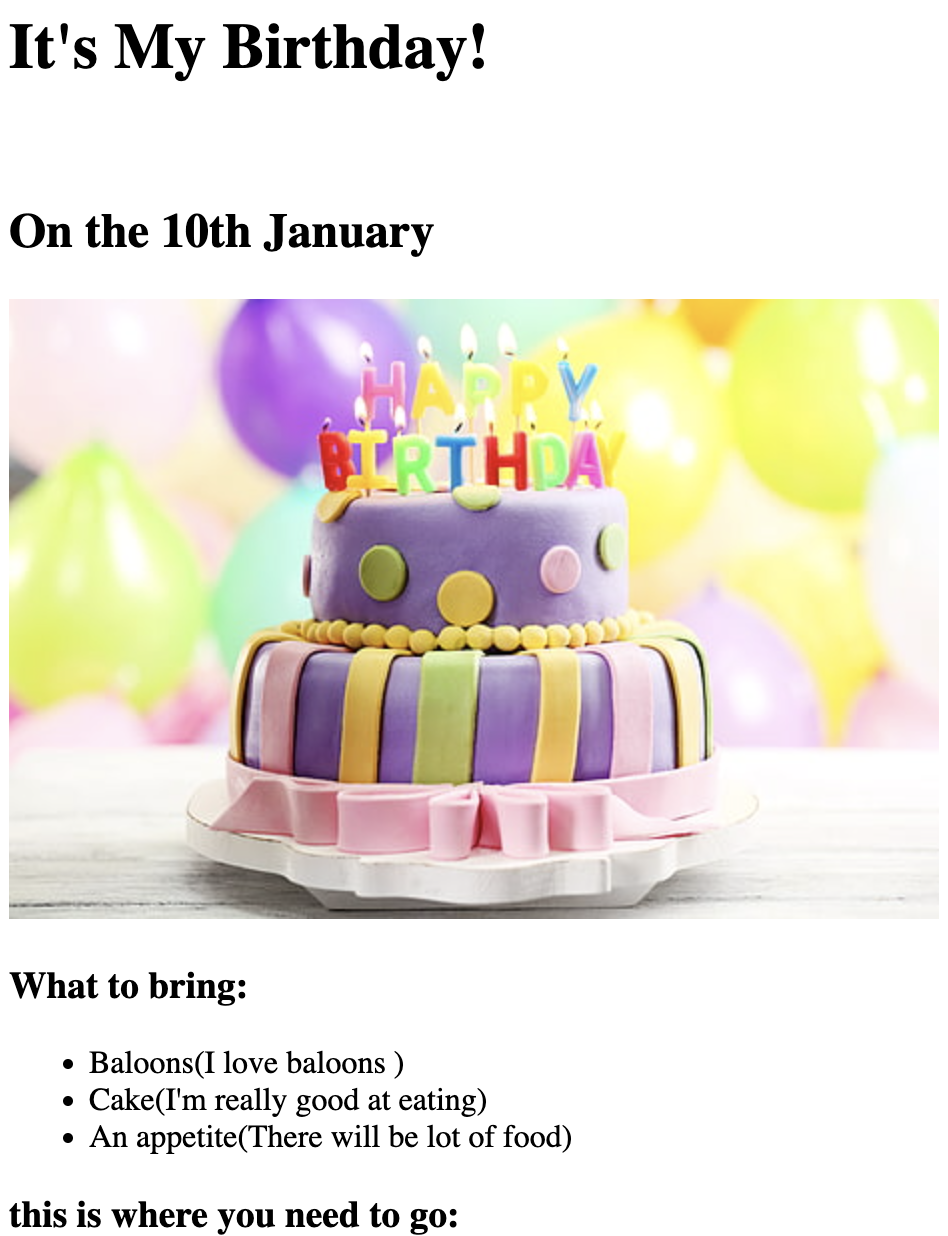 It's My Birthday!
On the 10th January
HAPPY
BIRTHDAY
What to bring:
Baloons(I love baloons )
Cake(I'm really good at eating)
An appetite(There will be lot of food)
this is where you need to go: